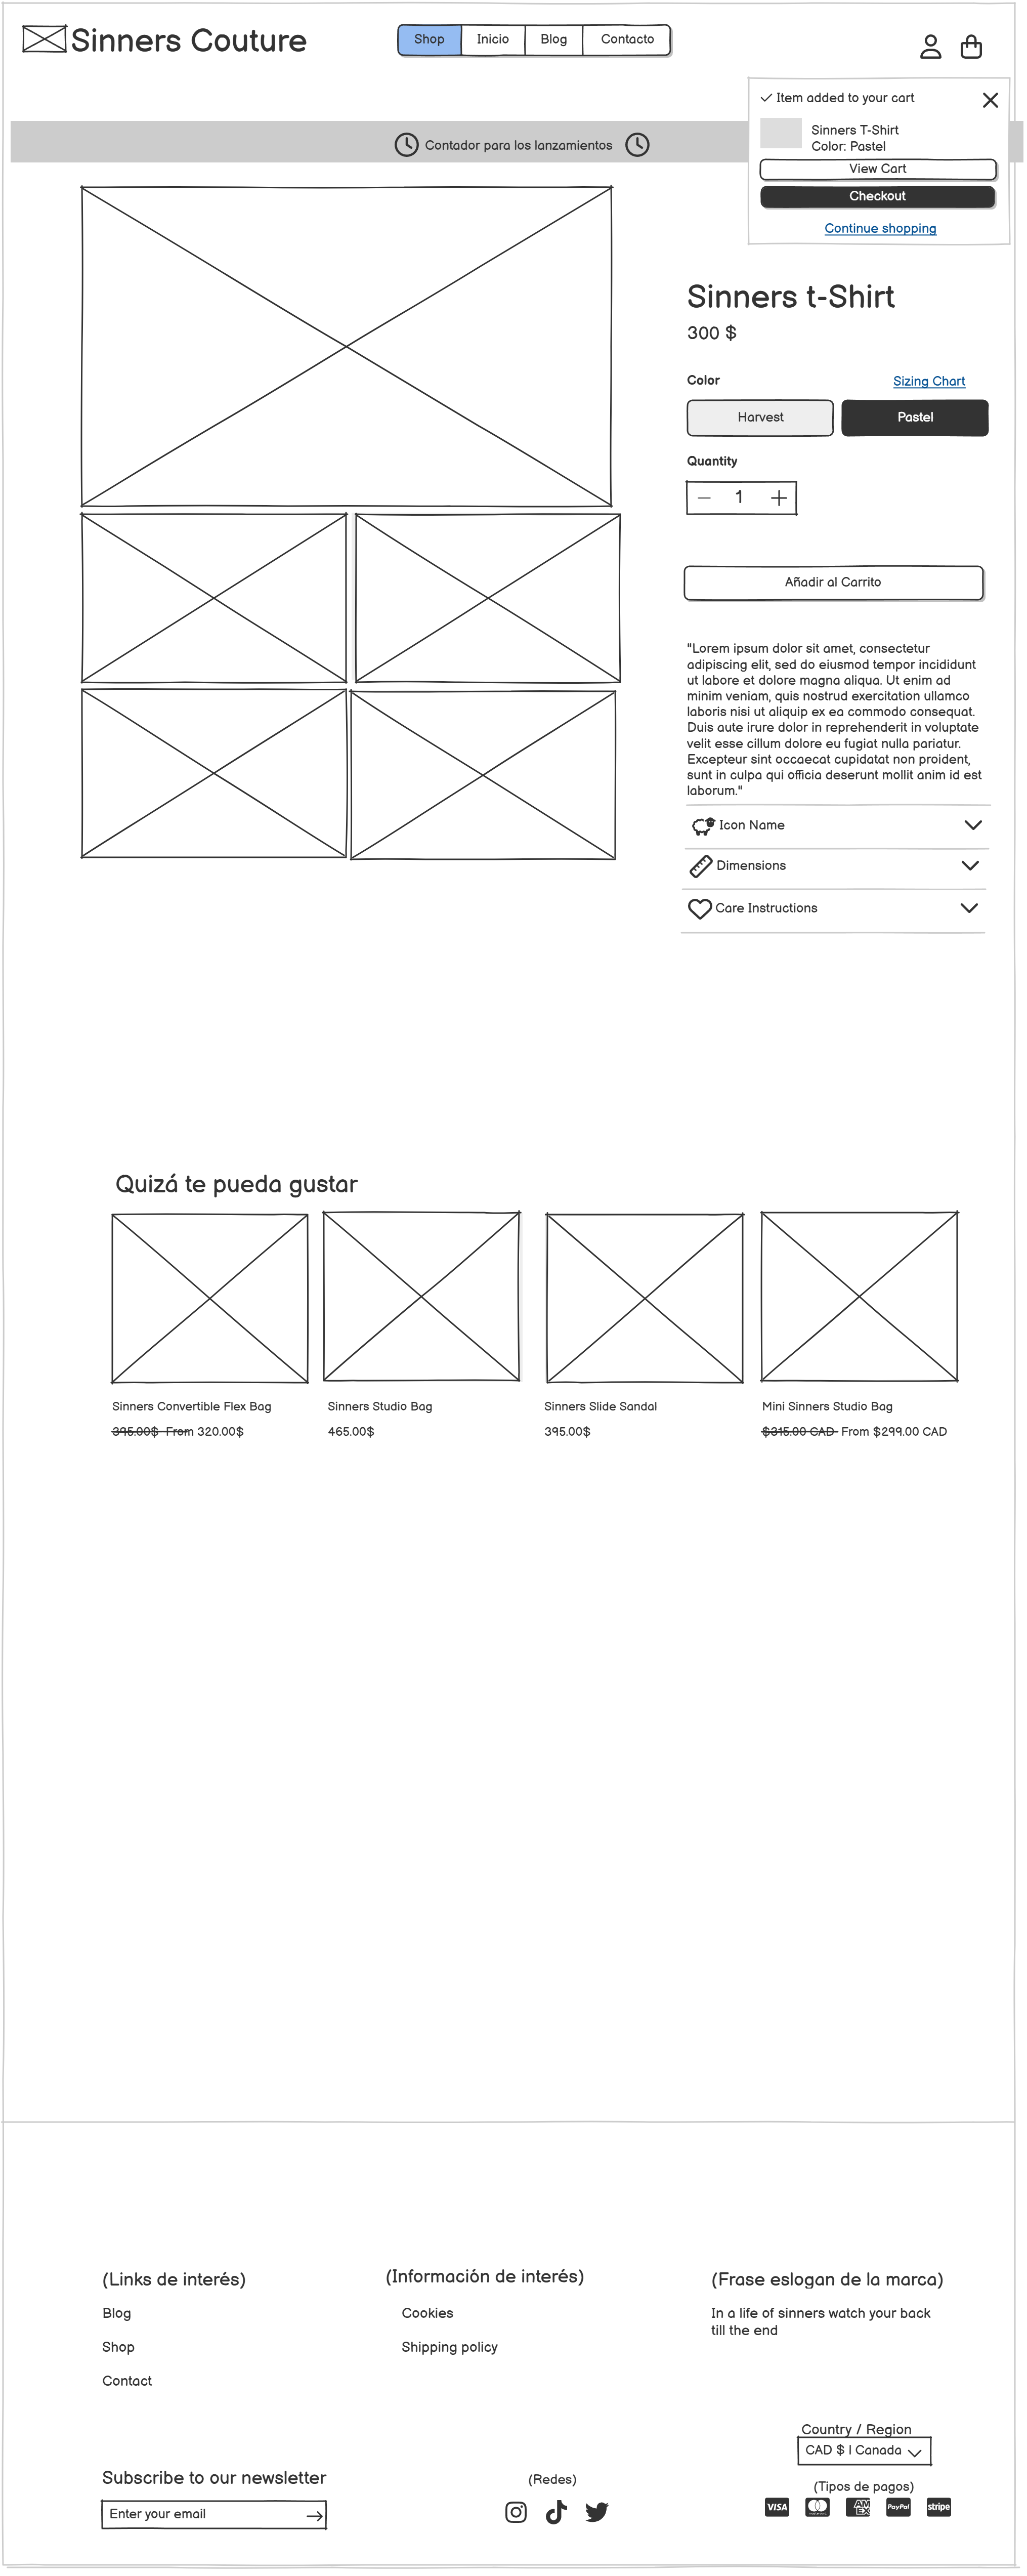 Sinners Couture
Shop Inicio Blog Contacto
Item added to your cart
Sinners T-Shirt
Color: Pastel
View Cart
Checkout
Continue shopping
Contador para los lanzamientos
Sinners t-Shirt
300 $
Color Sizing Chart
Harvest Pastel
Quantity
1
Añadir al Carrito
"Lorem ipsum dolor sit amet, consectetur
adipiscing elit, sed do eiusmod tempor incididunt
ut labore et dolore magna aliqua. Ut enim ad
minim veniam, quis nostrud exercitation ullamco
laboris nisi ut aliquip ex ea commodo consequat.
Duis aute irure dolor in reprehenderit in voluptate
velit esse cillum dolore eu fugiat nulla pariatur.
Excepteur sint occaecat cupidatat non proident,
sunt in culpa qui officia deserunt mollit anim id est
laborum."
Icon Name
Dimensions
Care Instructions
Quizá te pueda gustar
Sinners Convertible Flex Bag
395.00$ From 320.00$
Sinners Studio Bag
465.00$
Sinners Slide Sandal
395.00$
Mini Sinners Studio Bag
$315.00 CAD From $299.00 CAD
(Links de interés)
Blog
Shop
Contact
(Información de interés)
Cookies
Shipping policy
(Frase eslogan de la marca)
In a life of sinners watch your back
till the end
Country / Region
CAD $ | Canada
Subscribe to our newsletter
Enter your email
(Redes)
(Tipos de pagos)
VISA AMEX PayPal stripe